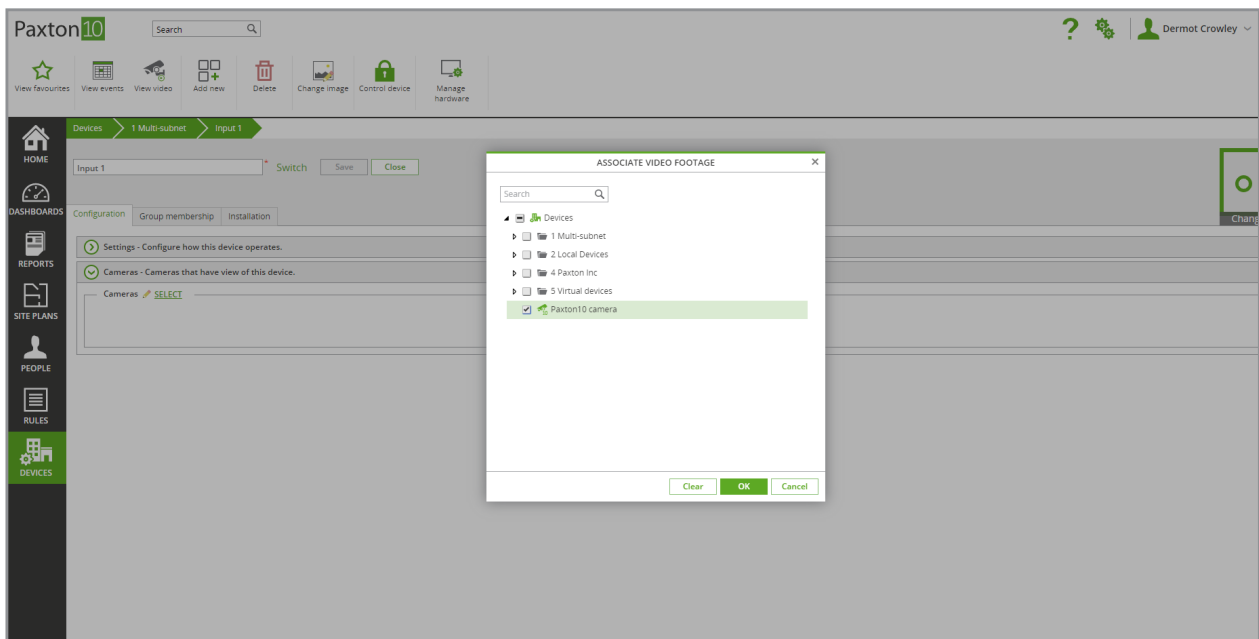 Paxton10
Search
Dermot Crowley
View favourites
View events
View video
Add new
Delete
Change image
Control device
Manage
hardware
Devices
1 Multi-subnet
Input 1
Input 1
*
Switch
Save
Close
Configuration
Group membership
Installation
Settings - Configure how this device operates.
Cameras - Cameras that have view of this device.
Cameras
SELECT
HOME
DASHBOARDS
REPORTS
SITE PLANS
PEOPLE
RULES
DEVICES
ASSOCIATE VIDEO FOOTAGE
Search
Devices
1 Multi-subnet
2 Local Devices
4 Paxton Inc
5 Virtual devices
Paxton10 camera
Clear
OK
Cancel
Chang